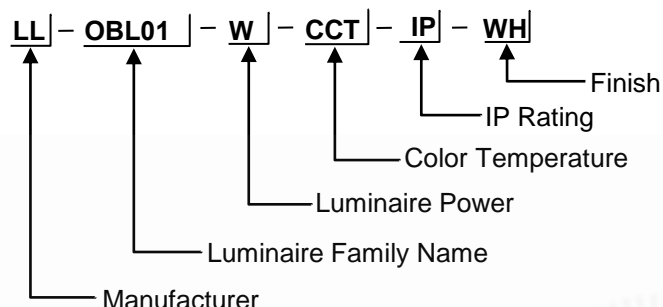 LL – OBL01 – W – CCT – IP – WH
Finish
IP Rating
Color Temperature
Luminaire Power
Luminaire Family Name
Manufacturer